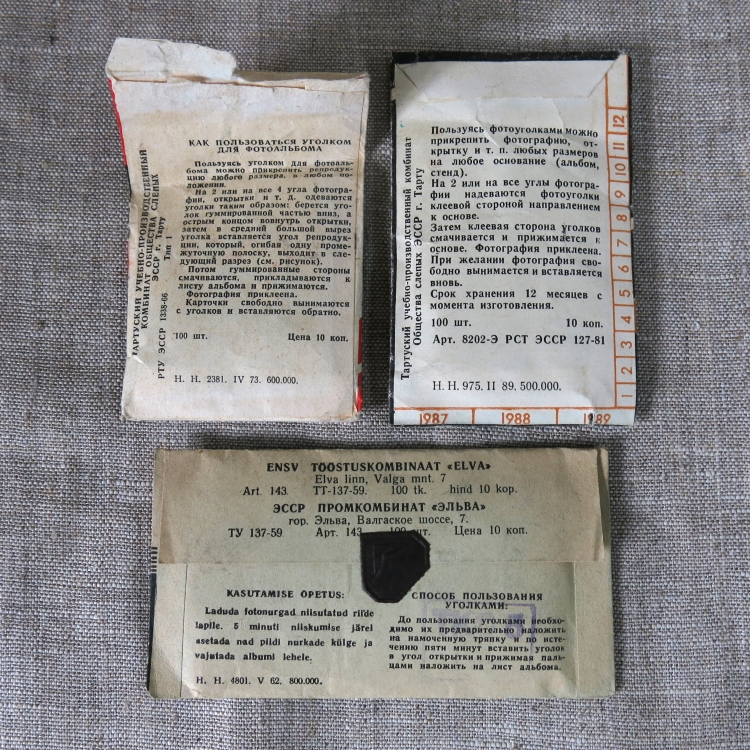 КАК ПОЛЬЗОВАТЬСЯ УГОЛКОМ
ДЛЯ ФОТОАЛЬБОМА
Пользуясь уголком для фотоаль-
бома можно прикрепить репродук-
цию любого размера, в любом по-
ложении.
На 2 или на все 4 угла фотогра-
фии, открытки и т. д. одеваются
уголки таким образом: берется уго-
лок гуммированной частью вниз, а
острым концом вовнутрь открытки,
затем в средний большой вырез
уголка вставляется угол репродук-
ции, который, огибая одну проме-
жуточную полоску, выходит в сле-
дующий разрез (см. рисунок).
Потом гуммированные стороны
смачиваются, прикладываются к
листу альбома и прижимаются.
Фотография приклеена.
Карточки свободно вынимаются
с уголков и вставляются обратно.
100 шт. Цена 10 коп.
Н. Н. 2381. IV 73. 600.000.
ТАРТУСКИЙ УЧЕБНО-ПРОИЗВОДСТВЕННЫЙ
КОМБИНАТ ОБЩЕСТВА СЛЕПЫХ
ЭССР г. Тарту
РТУ ЭССР 1338-66 Тип I
Пользуясь фотоуголками можно
прикрепить фотографию, от-
крытку и т. п. любых размеров
на любое основание (альбом,
стенд).
На 2 или на все углы фотогра-
фии надеваются фотоуголки
клеевой стороной направлением
к основе.
Затем клеевая сторона уголков
смачивается и прижимается к
основе. Фотография приклеена.
При желании фотография сво-
бодно вынимается и вставляется
вновь.
Срок хранения 12 месяцев с
момента изготовления.
100 шт. 10 коп.
Арт. 8202-Э РСТ ЭССР 127-81
Н. Н. 975. II 89. 500.000.
Тартуский учебно-производственный комбинат
Общества слепых ЭССР г. Тарту
1 2 3 4 5 6 7 8 9 10 11 12
1987 1988 1989
ENSV TÖÖSTUSKOMBINAAT «ELVA»
Elva linn, Valga mnt. 7
Art. 143 TT-137-59. 100 tk. hind 10 kop.
ЭССР ПРОМКОМБИНАТ «ЭЛЬВА»
гор. Эльва, Валгаское шоссе, 7.
ТУ 137-59 Арт. 143 шт. Цена 10 коп.
KASUTAMISE ÕPETUS:
Laduda fotonurgad niisutatud riide
lapile. 5 minuti niiskumise järel
asetada nad pildi nurkade külge ja
vajutada albumi lehele.
H. H. 4801. V 62. 800.000.
СПОСОБ ПОЛЬЗОВАНИЯ
УГОЛКАМИ:
До пользования уголками необхо-
димо их предварительно наложить
на намоченную тряпку и по исте-
чению пяти минут вставить уголок
в угол открытки и прижимая паль-
цами наложить на лист альбома.